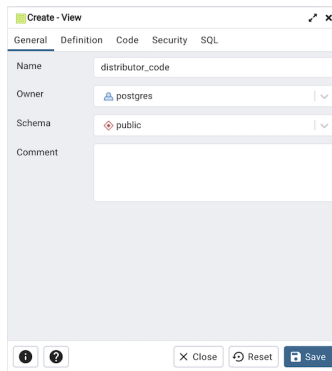 Create - View
General Definition Code Security SQL
Name distributor_code
Owner postgres
Schema public
Comment
Close Reset Save